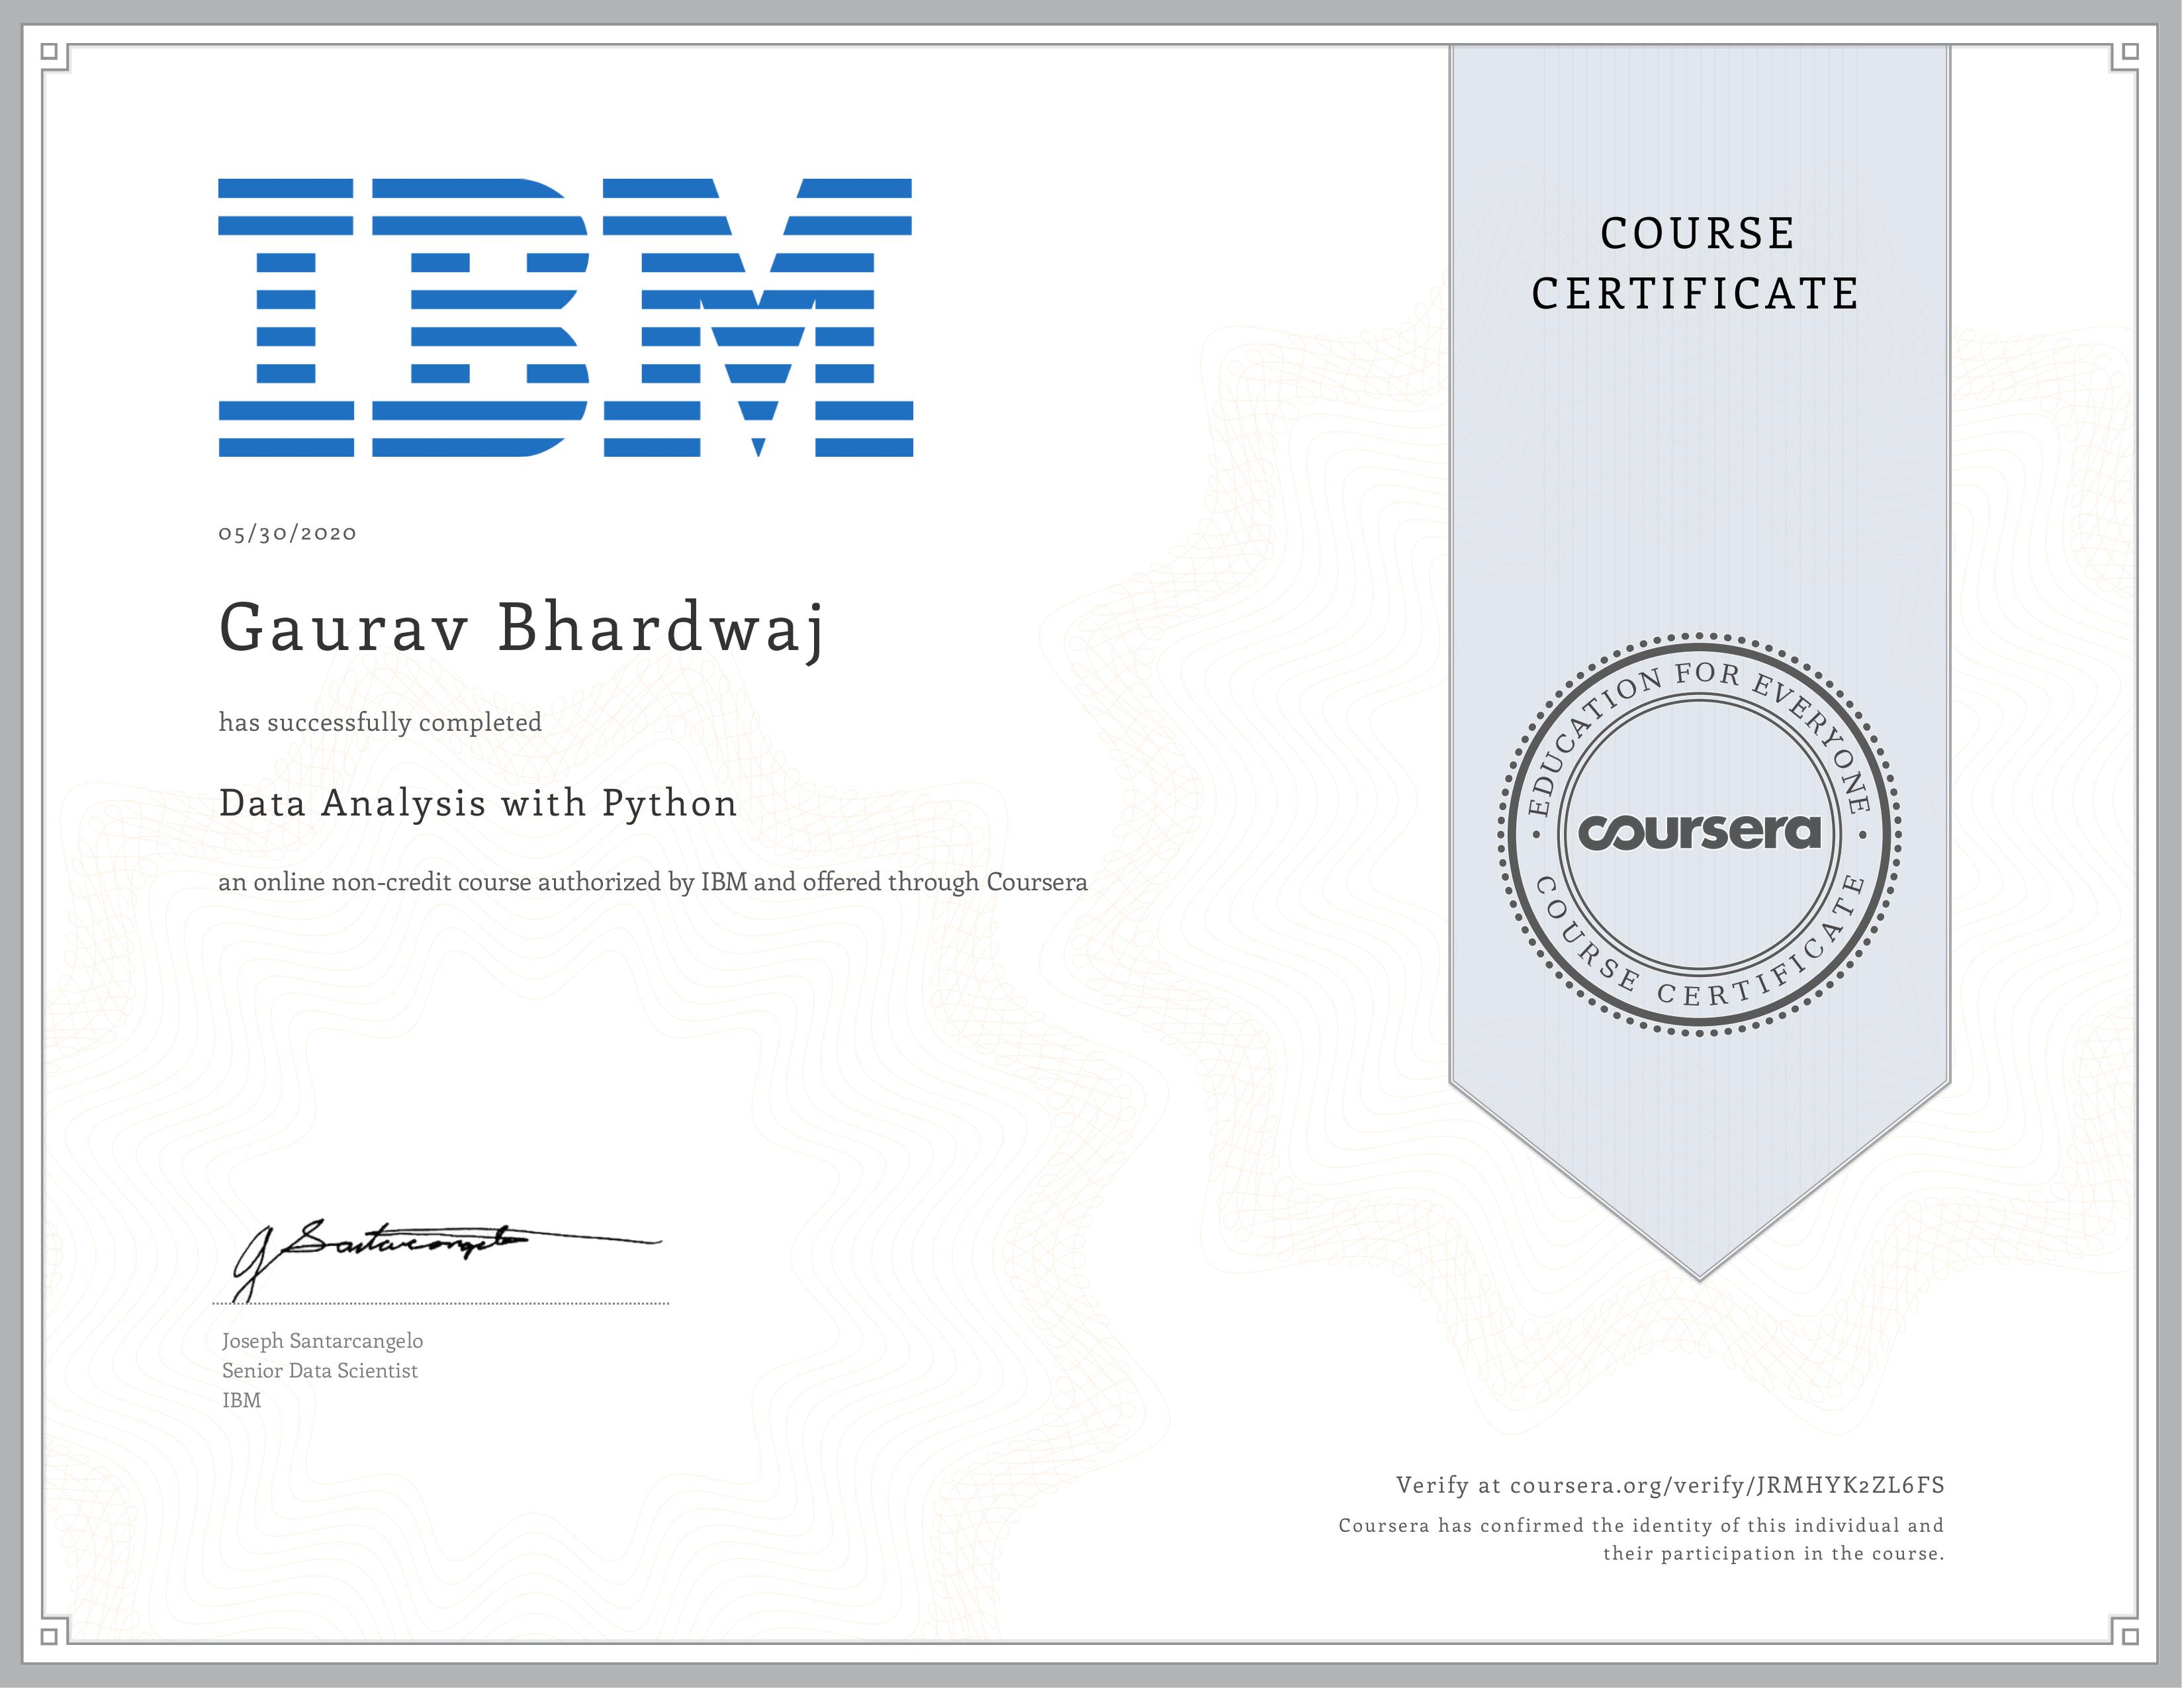 IBM
05/30/2020
Gaurav Bhardwaj
has successfully completed
Data Analysis with Python
an online non-credit course authorized by IBM and offered through Coursera
J Santarcangelo
Joseph Santarcangelo
Senior Data Scientist
IBM
COURSE
CERTIFICATE
EDUCATION FOR EVERYONE
coursera
COURSE CERTIFICATE
Verify at coursera.org/verify/JRMHYK2ZL6FS
Coursera has confirmed the identity of this individual and
their participation in the course.